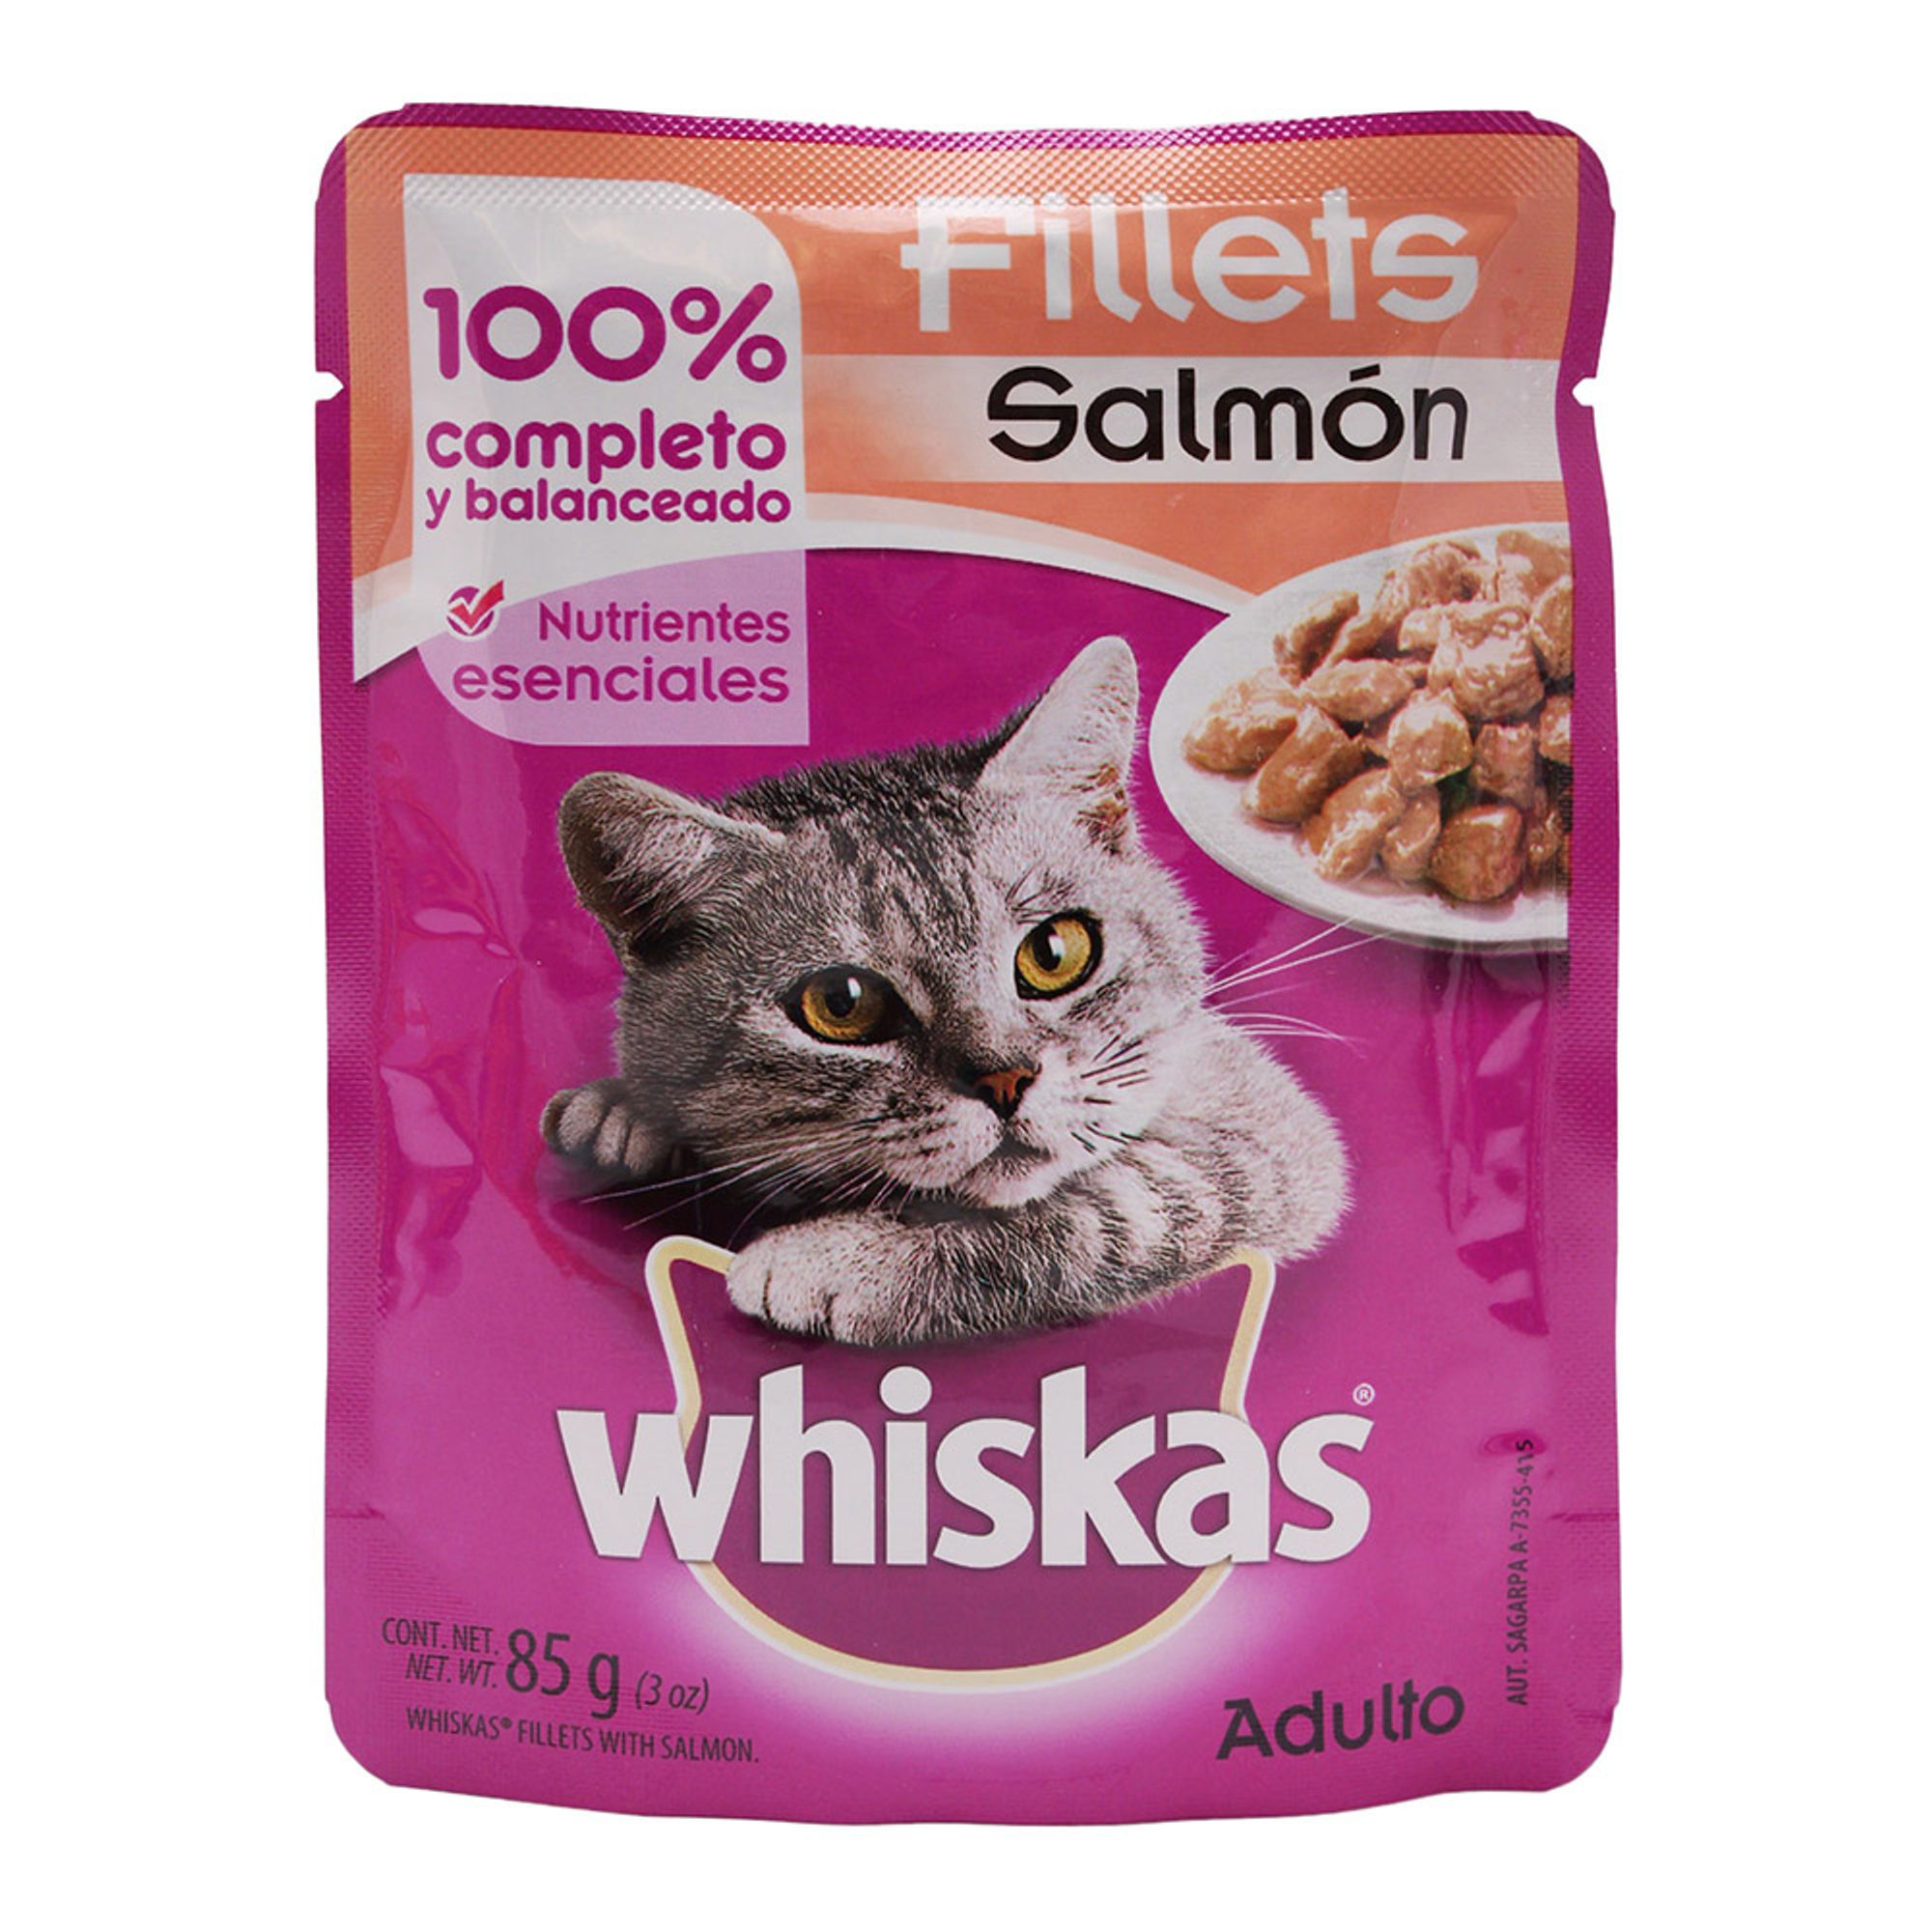 Fillets
Salmón
100%
completo
y balanceado
Nutrientes
esenciales
whiskas®
CONT. NET.
NET. WT. 85 g (3 oz)
WHISKAS® FILLETS WITH SALMON.
Adulto
AUT. SAGARPA A-7355-415